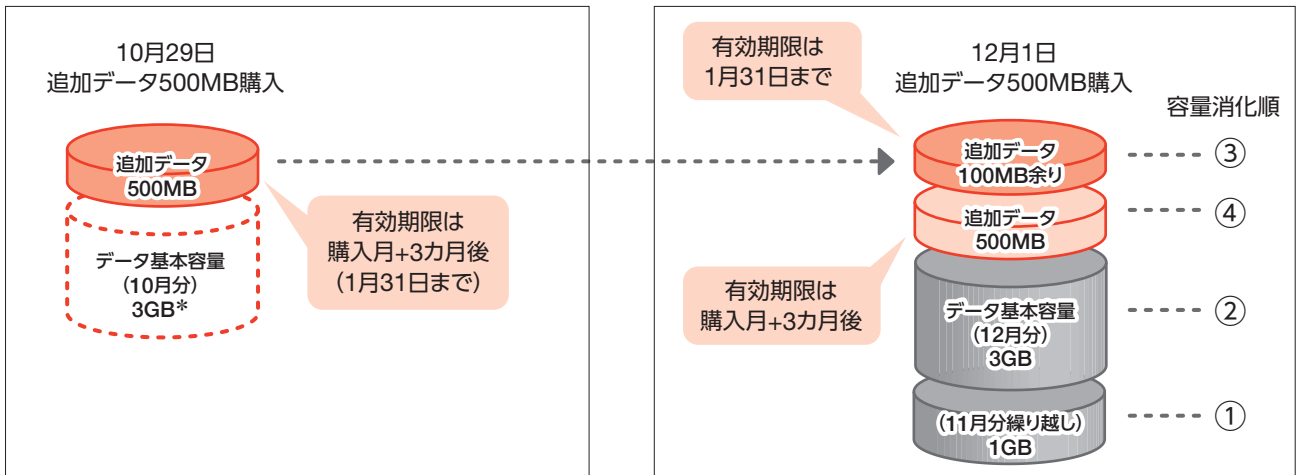 10月29日
追加データ500MB購入
追加データ
500MB
データ基本容量
(10月分)
3GB*
有効期限は
購入月+3カ月後
(1月31日まで)
有効期限は
1月31日まで
12月1日
追加データ500MB購入
容量消化順
追加データ
100MB余り
③
追加データ
500MB
④
有効期限は
購入月+3カ月後
データ基本容量
(12月分)
3GB
②
(11月分繰り越し)
1GB
①